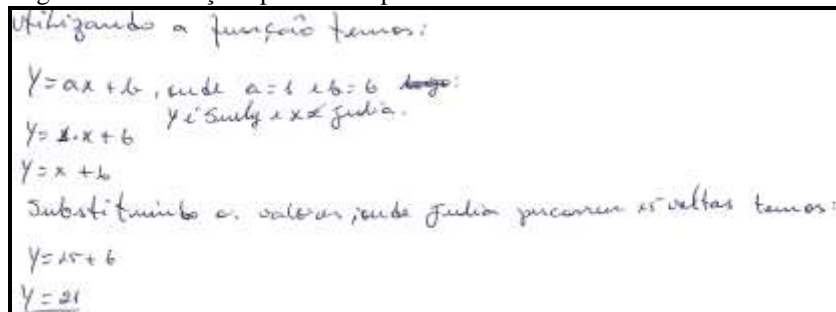 Utilizando a função temos:
Y = ax + b, onde a=1 e b=6
Y é Suely e x = Julia.
Y = 1.x + 6
Y = x + 6
Substituindo os valores, onde Julia percorreu 15 voltas temos:
Y = 15 + 6
Y = 21